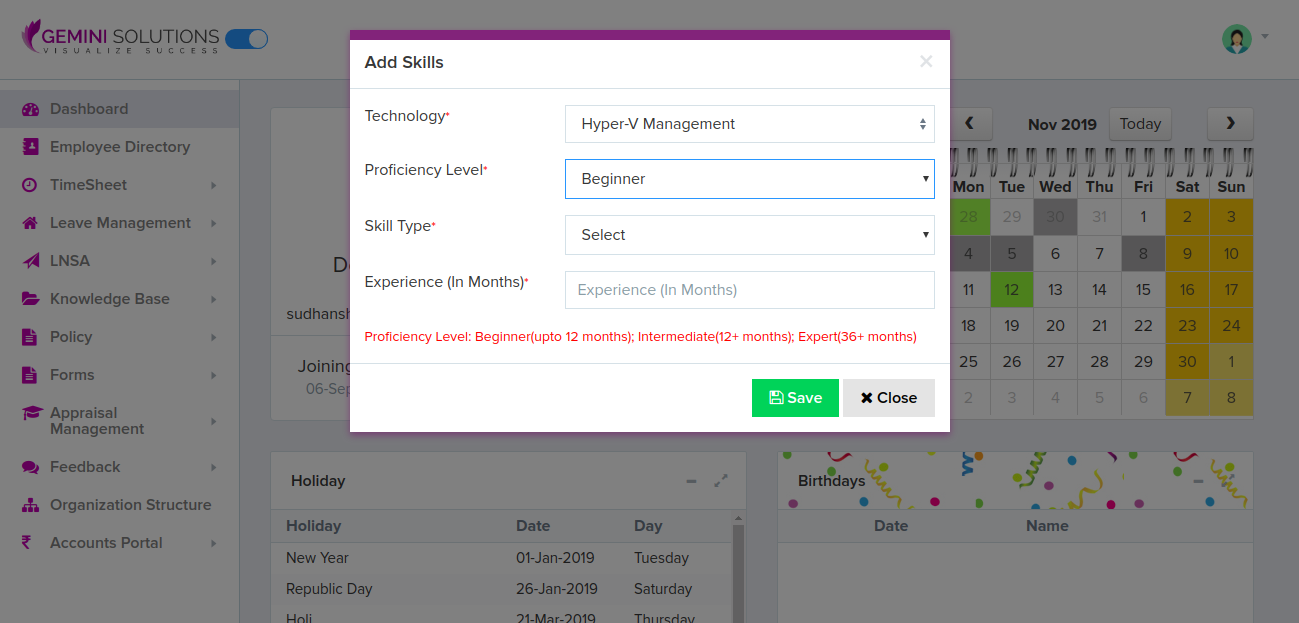 GEMINI SOLUTIONS
VISUALIZE SUCCESS
Dashboard
Employee Directory
TimeSheet
Leave Management
LNSA
Knowledge Base
Policy
Forms
Appraisal
Management
Feedback
Organization Structure
Accounts Portal
Add Skills
Technology*
Hyper-V Management
Proficiency Level*
Beginner
Skill Type*
Select
Experience (In Months)*
Experience (In Months)
Proficiency Level: Beginner(upto 12 months); Intermediate(12+ months); Expert(36+ months)
Save Close
Joining
Nov 2019 Today
Mon Tue Wed Thu Fri Sat Sun
28 29 30 31 1 2 3
4 5 6 7 8 9 10
11 12 13 14 15 16 17
18 19 20 21 22 23 24
25 26 27 28 29 30 1
2 3 4 5 6 7 8
Holiday
Holiday Date Day
New Year 01-Jan-2019 Tuesday
Republic Day 26-Jan-2019 Saturday
Holi 21-Mar-2019 Thursday
Birthdays
Date Name